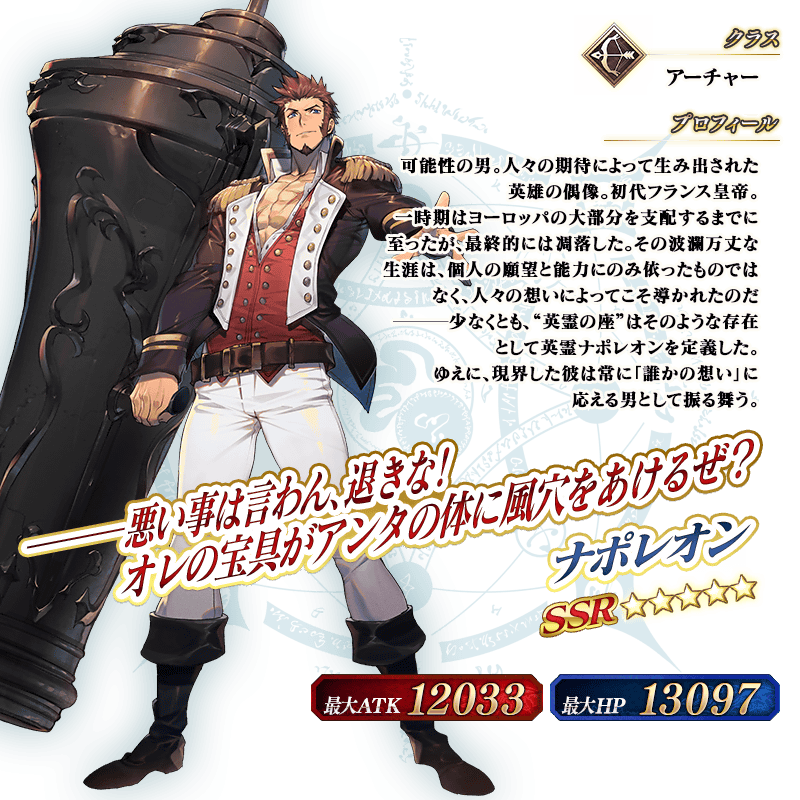 クラス
アーチャー
プロフィール
可能性の男。人々の期待によって生み出された
英雄の偶像。初代フランス皇帝。
一時期はヨーロッパの大部分を支配するまでに
至ったが、最終的には凋落した。その波瀾万丈な
生涯は、個人の願望と能力にのみ依ったものでは
なく、人々の想いによってこそ導かれたのだ
───少なくとも、“英霊の座”はそのような存在
として英霊ナポレオンを定義した。
ゆえに、現界した彼は常に「誰かの想い」に
応える男として振る舞う。
───悪い事は言わん、退きな!
オレの宝具がアンタの体に風穴をあけるぜ?
ナポレオン
SSR ☆☆☆☆☆
最大ATK 12033
最大HP 13097